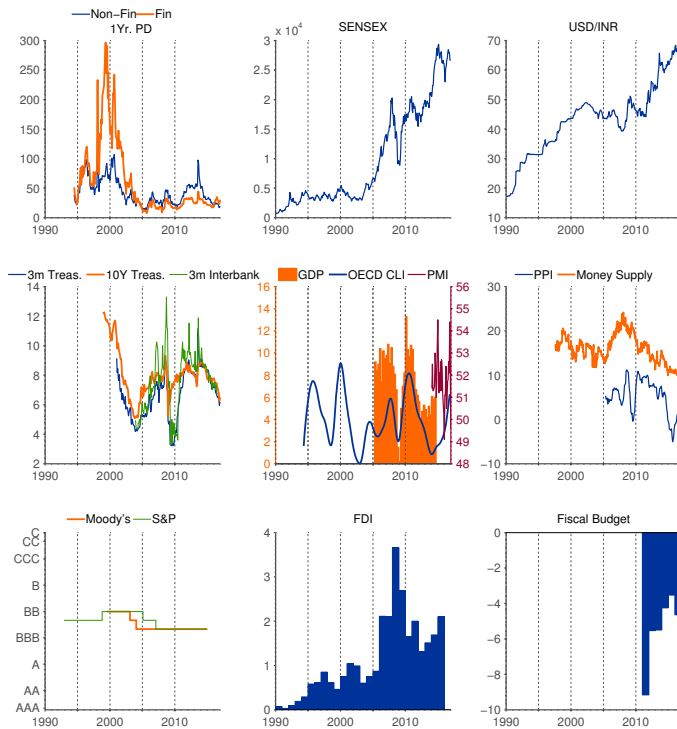 Non−Fin Fin
1Yr. PD
300
250
200
150
100
50
0
1990 2000 2010
x 10^4 SENSEX
3
2.5
2
1.5
1
0.5
0
1990 2000 2010
USD/INR
70
60
50
40
30
20
10
1990 2000 2010
3m Treas. 10Y Treas. 3m Interbank
14
12
10
8
6
4
2
1990 2000 2010
GDP OECD CLI PMI
16 56
14 55
12 54
10 53
8 52
6 51
4 50
2 49
0 48
1990 2000 2010
PPI Money Supply
30
20
10
0
−10
1990 2000 2010
Moody's S&P
C
CC
CCC
B
BB
BBB
A
AA
AAA
1990 2000 2010
FDI
4
3
2
1
0
1990 2000 2010
Fiscal Budget
0
−2
−4
−6
−8
−10
1990 2000 2010